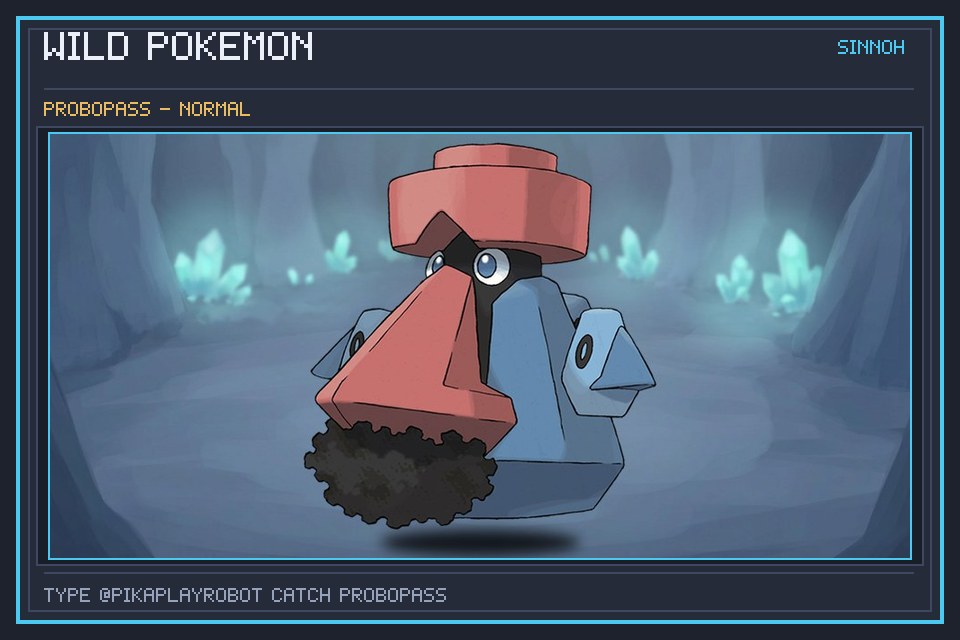 WILD POKEMON
SINNOH
PROBOPASS - NORMAL
TYPE @PIKAPLAYROBOT CATCH PROBOPASS